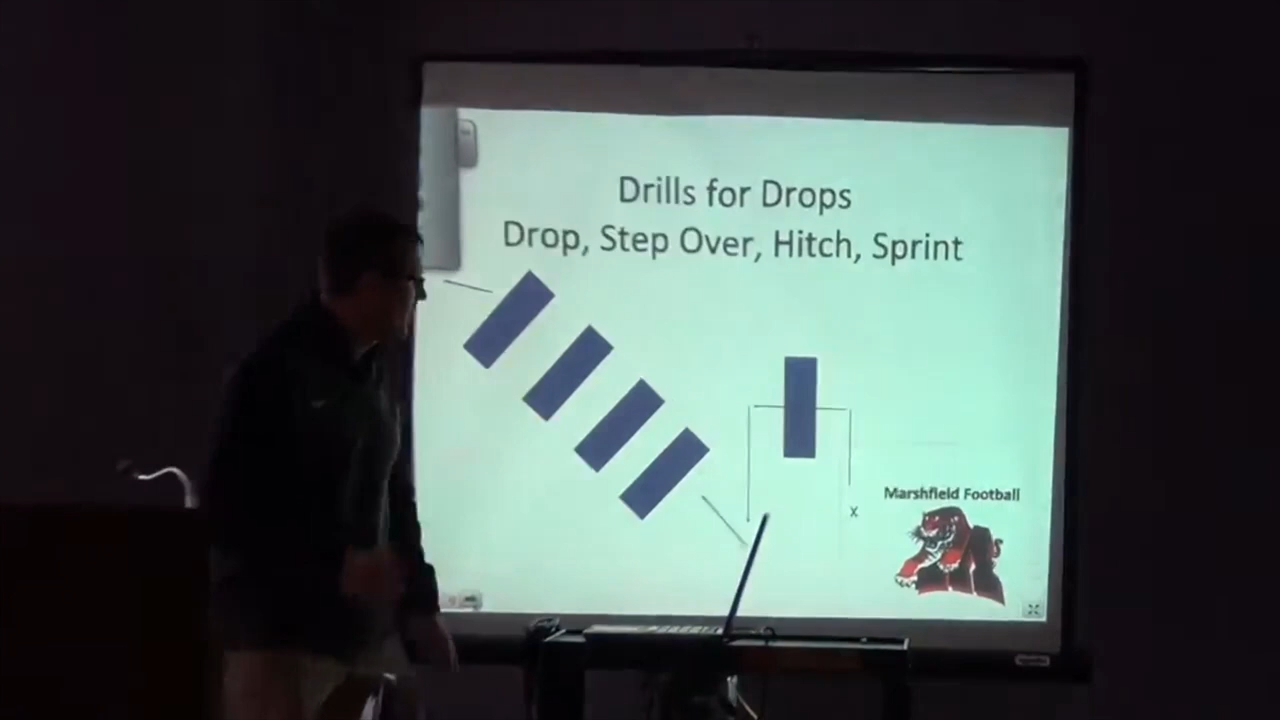 Drills for Drops
Drop, Step Over, Hitch, Sprint
x
Marshfield Football